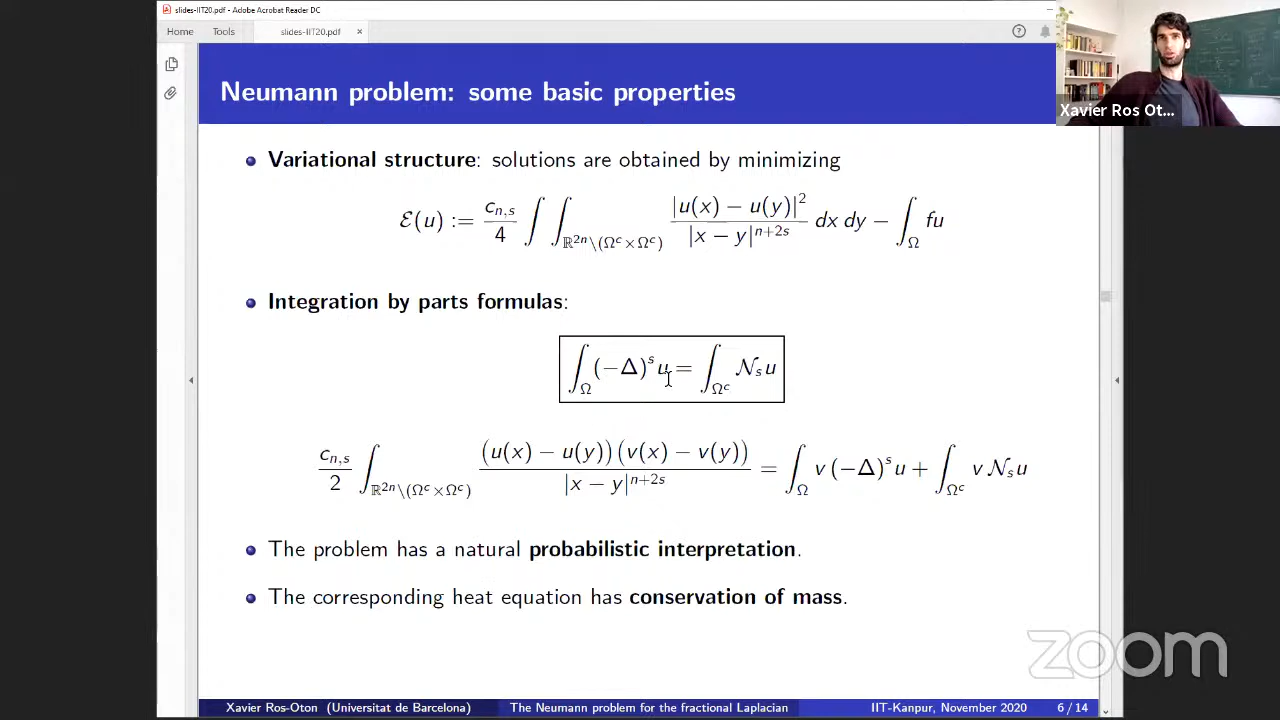 slides-IIT20.pdf - Adobe Acrobat Reader DC
Home Tools slides-IIT20.pdf ×
Neumann problem: some basic properties
Xavier Ros Ot...
Variational structure: solutions are obtained by minimizing
ℰ(u) := c_{n,s}/4 ∫∫_{ℝ^{2n}\(Ω^c×Ω^c)} |u(x) − u(y)|²/|x − y|^{n+2s} dx dy − ∫_Ω fu
Integration by parts formulas:
∫_Ω (−Δ)^s u = ∫_{Ω^c} 𝒩_s u
c_{n,s}/2 ∫_{ℝ^{2n}\(Ω^c×Ω^c)} (u(x) − u(y))(v(x) − v(y))/|x − y|^{n+2s} = ∫_Ω v (−Δ)^s u + ∫_{Ω^c} v 𝒩_s u
The problem has a natural probabilistic interpretation.
The corresponding heat equation has conservation of mass.
zoom
Xavier Ros-Oton (Universitat de Barcelona) The Neumann problem for the fractional Laplacian IIT-Kanpur, November 2020 6 / 14